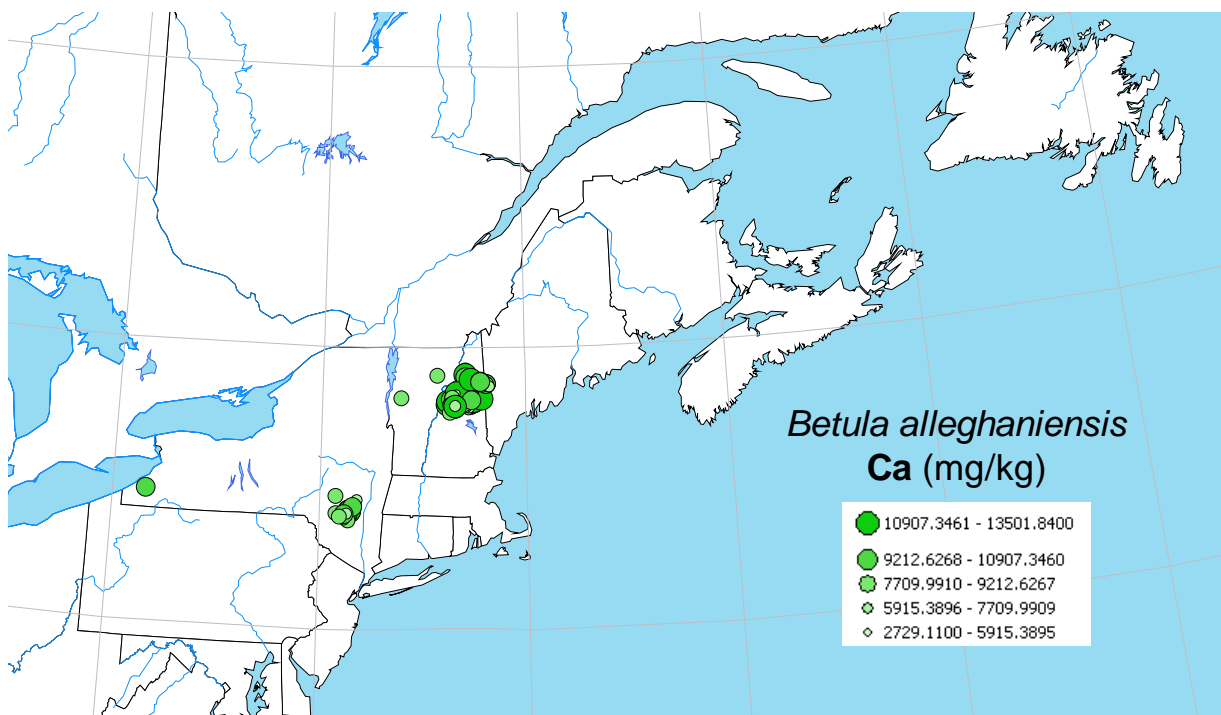 Betula alleghaniensis
Ca (mg/kg)
10907.3461 - 13501.8400
9212.6268 - 10907.3460
7709.9910 - 9212.6267
5915.3896 - 7709.9909
2729.1100 - 5915.3895